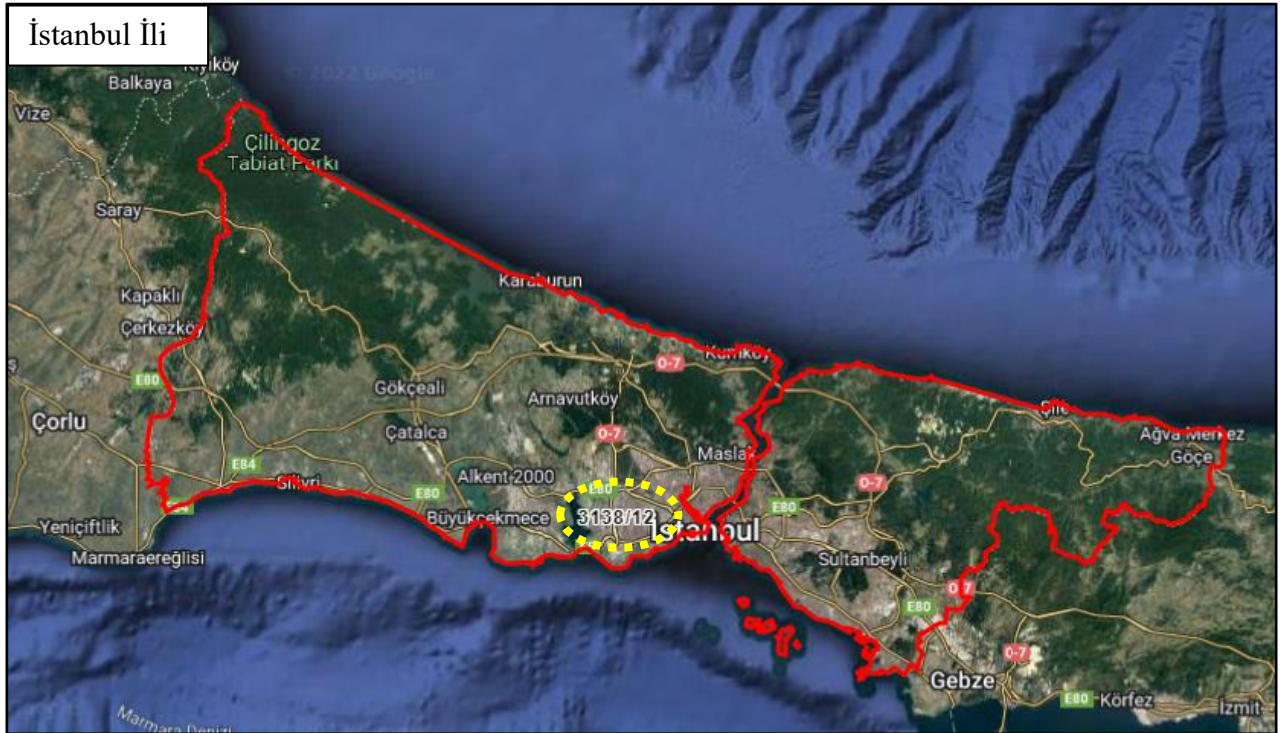 İstanbul İli
Kıyıköy
Balkaya
© 2022 Google
Vize
Çilingoz
Tabiat Parkı
Saray
Karaburun
Kapaklı
Çerkezköy
Kumköy
O-7
E80
Gökçeali
Arnavutköy
Şile
Çorlu
Çatalca
O-7
Ağva Merkez
Göçe
Maslak
E84
Alkent 2000
O-7
Silivri
E80
E80
E80
Büyükçekmece
3138/12
İstanbul
Yeniçiftlik
Marmaraereğlisi
Sultanbeyli
O-7
E80
O-7
Gebze
E80
Körfez
İzmit
Marmara Denizi